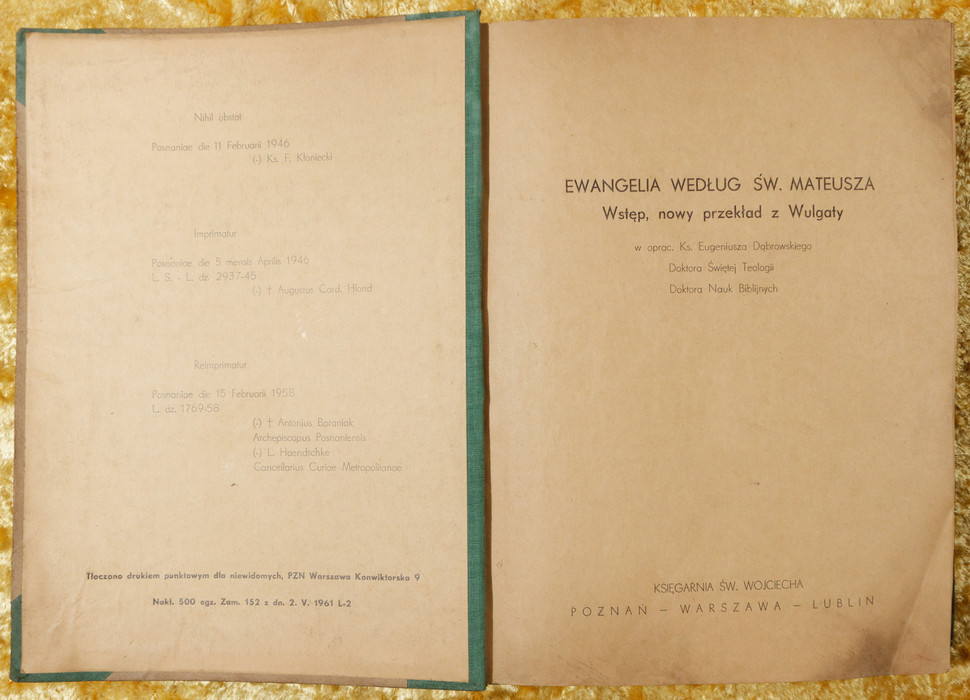 Nihil obstat
Posnaniae die 11 Februarii 1946
(-) Ks. F. Kłoniecki
Imprimatur
Posnaniae die 5 mensis Aprilis 1946
L. S. - L. dz. 2937-45
(-) † Augustus Card. Hlond
Reimprimatur
Posnaniae die 15 Februarii 1958
L. dz. 1769-58
(-) † Antonius Baraniak
Archepiscopus Posnaniensis
(-) L. Haendschke
Cancellarius Curiae Metropolitanae
Tłoczono drukiem punktowym dla niewidomych, PZN Warszawa Konwiktorska 9
Nakł. 500 egz. Zam. 152 z dn. 2. V. 1961 L-2
EWANGELIA WEDŁUG ŚW. MATEUSZA
Wstęp, nowy przekład z Wulgaty
w oprac. Ks. Eugeniusza Dąbrowskiego
Doktora Świętej Teologii
Doktora Nauk Biblijnych
KSIĘGARNIA ŚW. WOJCIECHA
POZNAŃ – WARSZAWA – LUBLIN